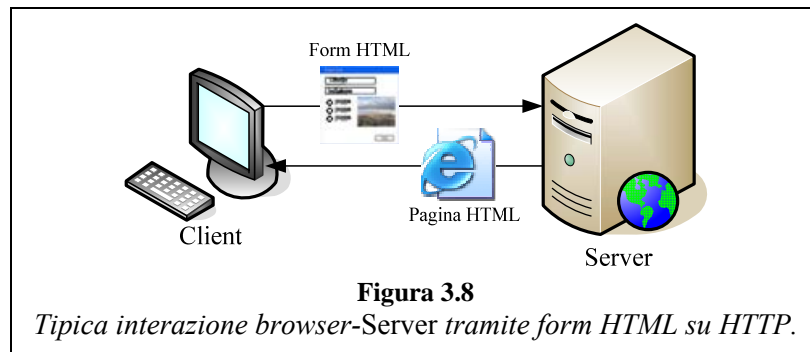 Form HTML
Pagina HTML
Client
Server
Figura 3.8
Tipica interazione browser-Server tramite form HTML su HTTP.